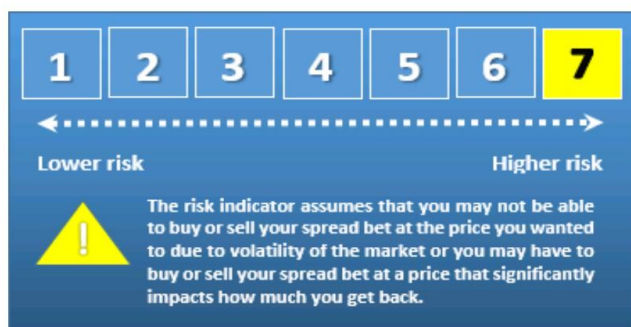 1 2 3 4 5 6 7
Lower risk Higher risk
!
The risk indicator assumes that you may not be able
to buy or sell your spread bet at the price you wanted
to due to volatility of the market or you may have to
buy or sell your spread bet at a price that significantly
impacts how much you get back.